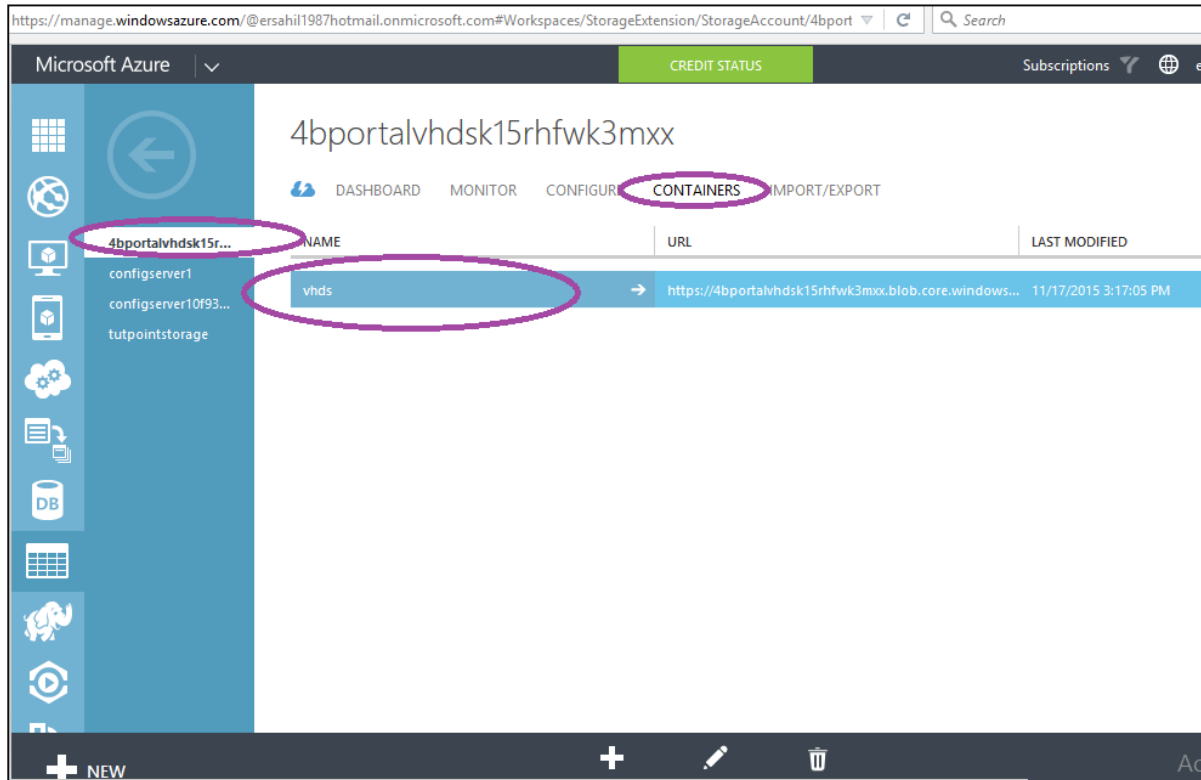 https://manage.windowsazure.com/@ersahil1987hotmail.onmicrosoft.com#Workspaces/StorageExtension/StorageAccount/4bport
Search
Microsoft Azure
CREDIT STATUS
Subscriptions
4bportalvhdsk15rhfwk3mxx
DASHBOARD MONITOR CONFIGURE CONTAINERS IMPORT/EXPORT
4bportalvhdsk15r...
configserver1
configserver10f93...
tutpointstorage
NAME URL LAST MODIFIED
vhds https://4bportalvhdsk15rhfwk3mxx.blob.core.windows... 11/17/2015 3:17:05 PM
DB
NEW